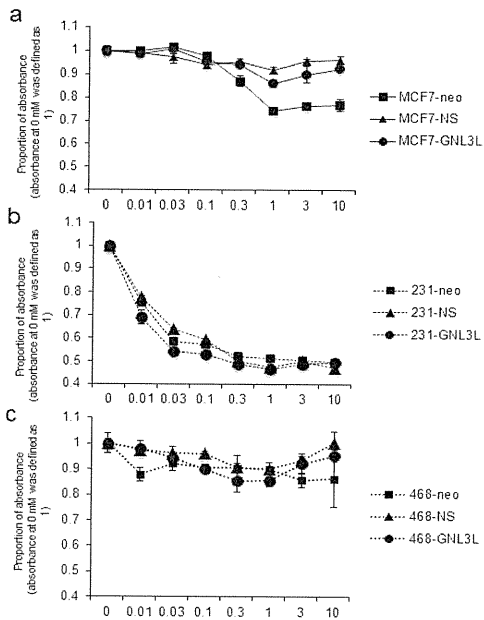 a
Proportion of absorbance
(absorbance at 0 mM was defined as
1)
1.1
1
0.9
0.8
0.7
0.6
0.5
0.4
0 0.01 0.03 0.1 0.3 1 3 10
MCF7-neo
MCF7-NS
MCF7-GNL3L
b
Proportion of absorbance
(absorbance at 0 mM was defined as
1)
1.1
1
0.9
0.8
0.7
0.6
0.5
0.4
0 0.01 0.03 0.1 0.3 1 3 10
231-neo
231-NS
231-GNL3L
c
Proportion of absorbance
(absorbance at 0 mM was defined as
1)
1.1
1
0.9
0.8
0.7
0.6
0.5
0.4
0 0.01 0.03 0.1 0.3 1 3 10
468-neo
468-NS
468-GNL3L